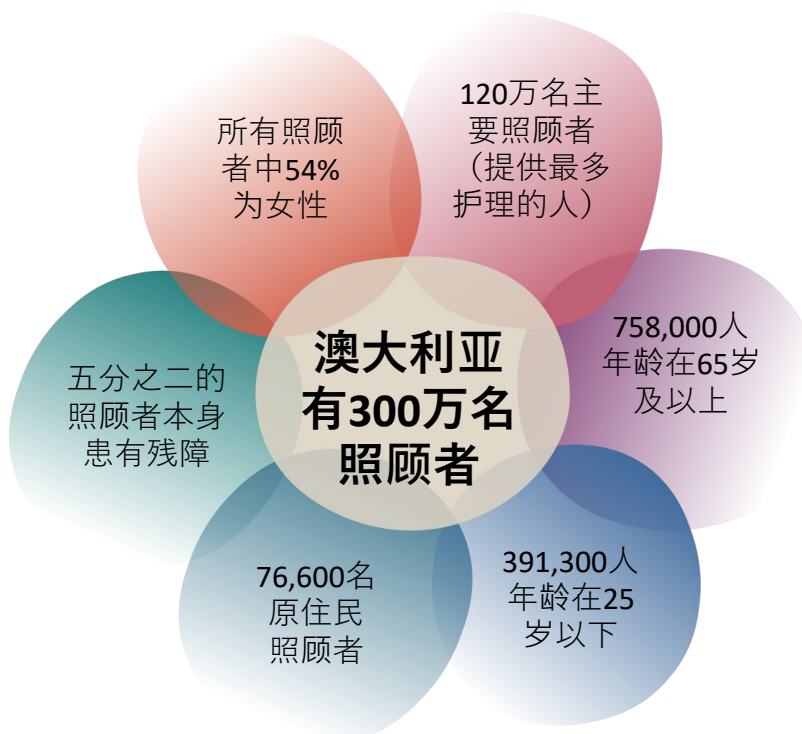 澳大利亚
有300万名
照顾者
120万名主
要照顾者
（提供最多
护理的人）
758,000人
年龄在65岁
及以上
391,300人
年龄在25
岁以下
76,600名
原住民
照顾者
五分之二的
照顾者本身
患有残障
所有照顾
者中54%
为女性